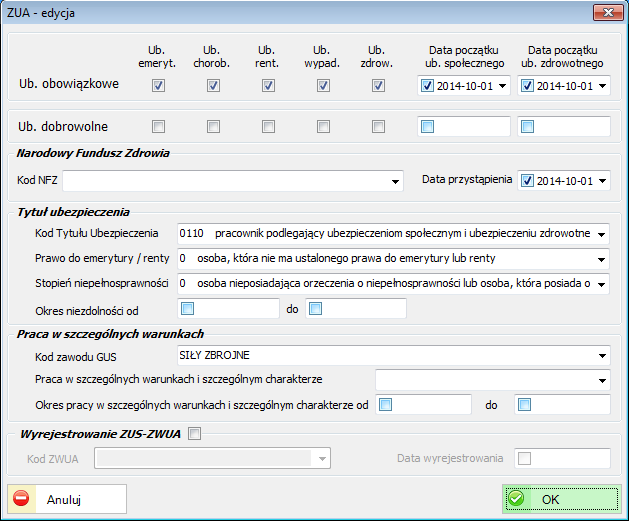 ZUA - edycja
Ub. emeryt. Ub. chorob. Ub. rent. Ub. wypad. Ub. zdrow. Data początku ub. społecznego Data początku ub. zdrowotnego
Ub. obowiązkowe 2014-10-01 2014-10-01
Ub. dobrowolne
Narodowy Fundusz Zdrowia
Kod NFZ Data przystąpienia 2014-10-01
Tytuł ubezpieczenia
Kod Tytułu Ubezpieczenia 0110 pracownik podlegający ubezpieczeniom społecznym i ubezpieczeniu zdrowotne
Prawo do emerytury / renty 0 osoba, która nie ma ustalonego prawa do emerytury lub renty
Stopień niepełnosprawności 0 osoba nieposiadająca orzeczenia o niepełnosprawności lub osoba, która posiada o
Okres niezdolności od do
Praca w szczególnych warunkach
Kod zawodu GUS SIŁY ZBROJNE
Praca w szczególnych warunkach i szczególnym charakterze
Okres pracy w szczególnych warunkach i szczególnym charakterze od do
Wyrejestrowanie ZUS-ZWUA
Kod ZWUA Data wyrejestrowania
Anuluj OK